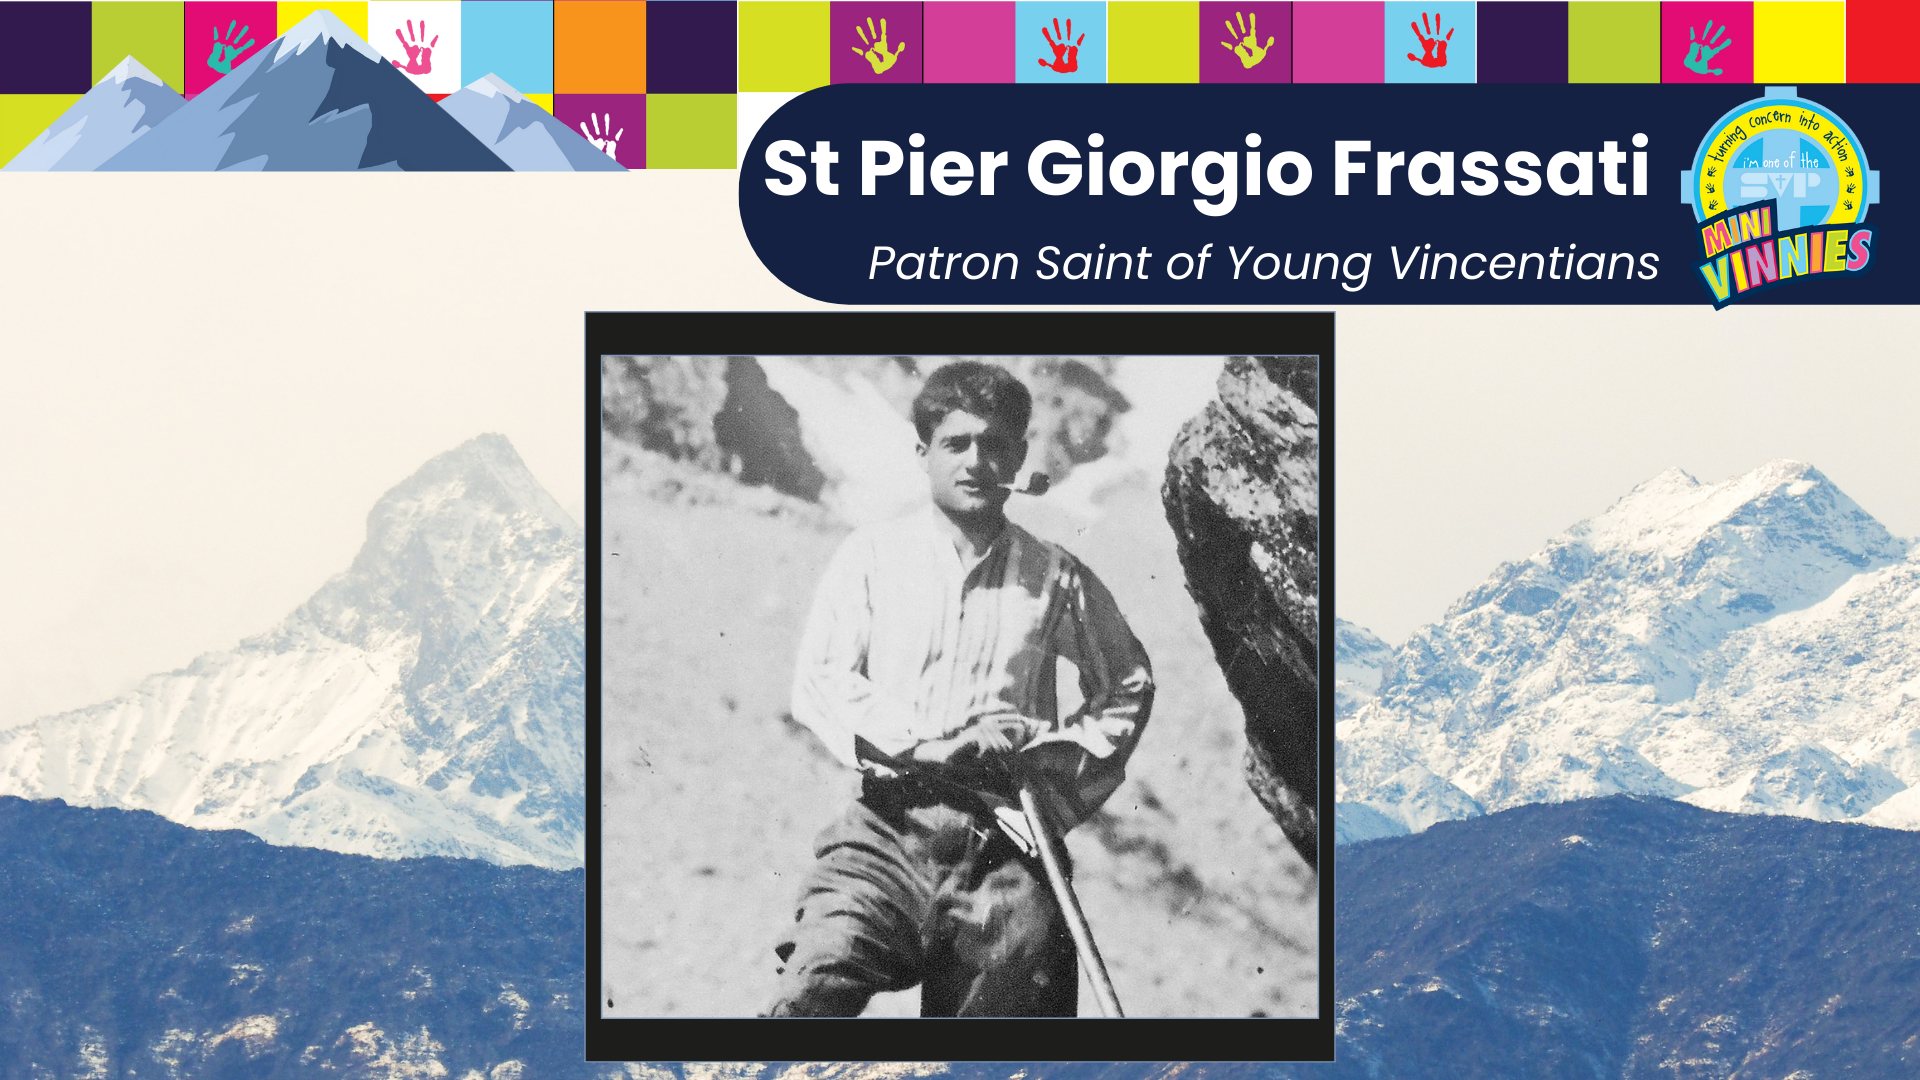 St Pier Giorgio Frassati
Patron Saint of Young Vincentians
turning concern into action
i'm one of the
SVP
MINI
VINNIES